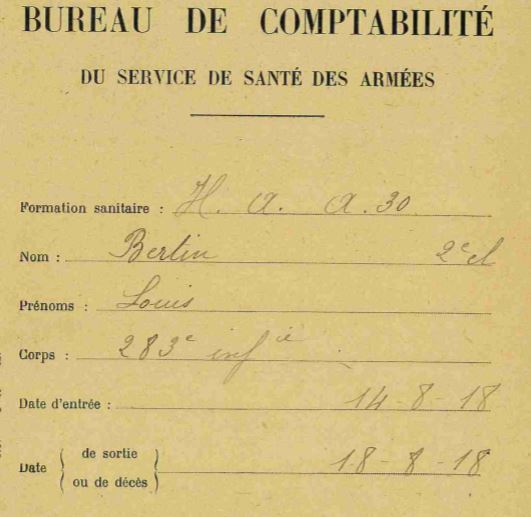 BUREAU DE COMPTABILITÉ
DU SERVICE DE SANTÉ DES ARMÉES
Formation sanitaire : H. A. A. 30
Nom : Bertin 2e cl
Prénoms : Louis
Corps : 283e infie
Date d'entrée : 14-8-18
Date { de sortie ou de décès } 18-8-18